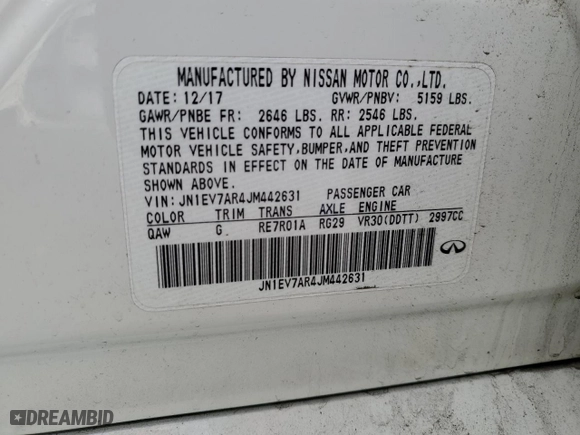 MANUFACTURED BY NISSAN MOTOR CO.,LTD.
DATE: 12/17 GVWR/PNBV: 5159 LBS.
GAWR/PNBE FR: 2646 LBS. RR: 2546 LBS.
THIS VEHICLE CONFORMS TO ALL APPLICABLE FEDERAL
MOTOR VEHICLE SAFETY,BUMPER,AND THEFT PREVENTION
STANDARDS IN EFFECT ON THE DATE OF MANUFACTURE
SHOWN ABOVE.
VIN: JN1EV7AR4JM442631 PASSENGER CAR
COLOR TRIM TRANS AXLE ENGINE
QAW G RE7R01A RG29 VR30(DDTT) 2997CC
JN1EV7AR4JM442631
DREAMBID